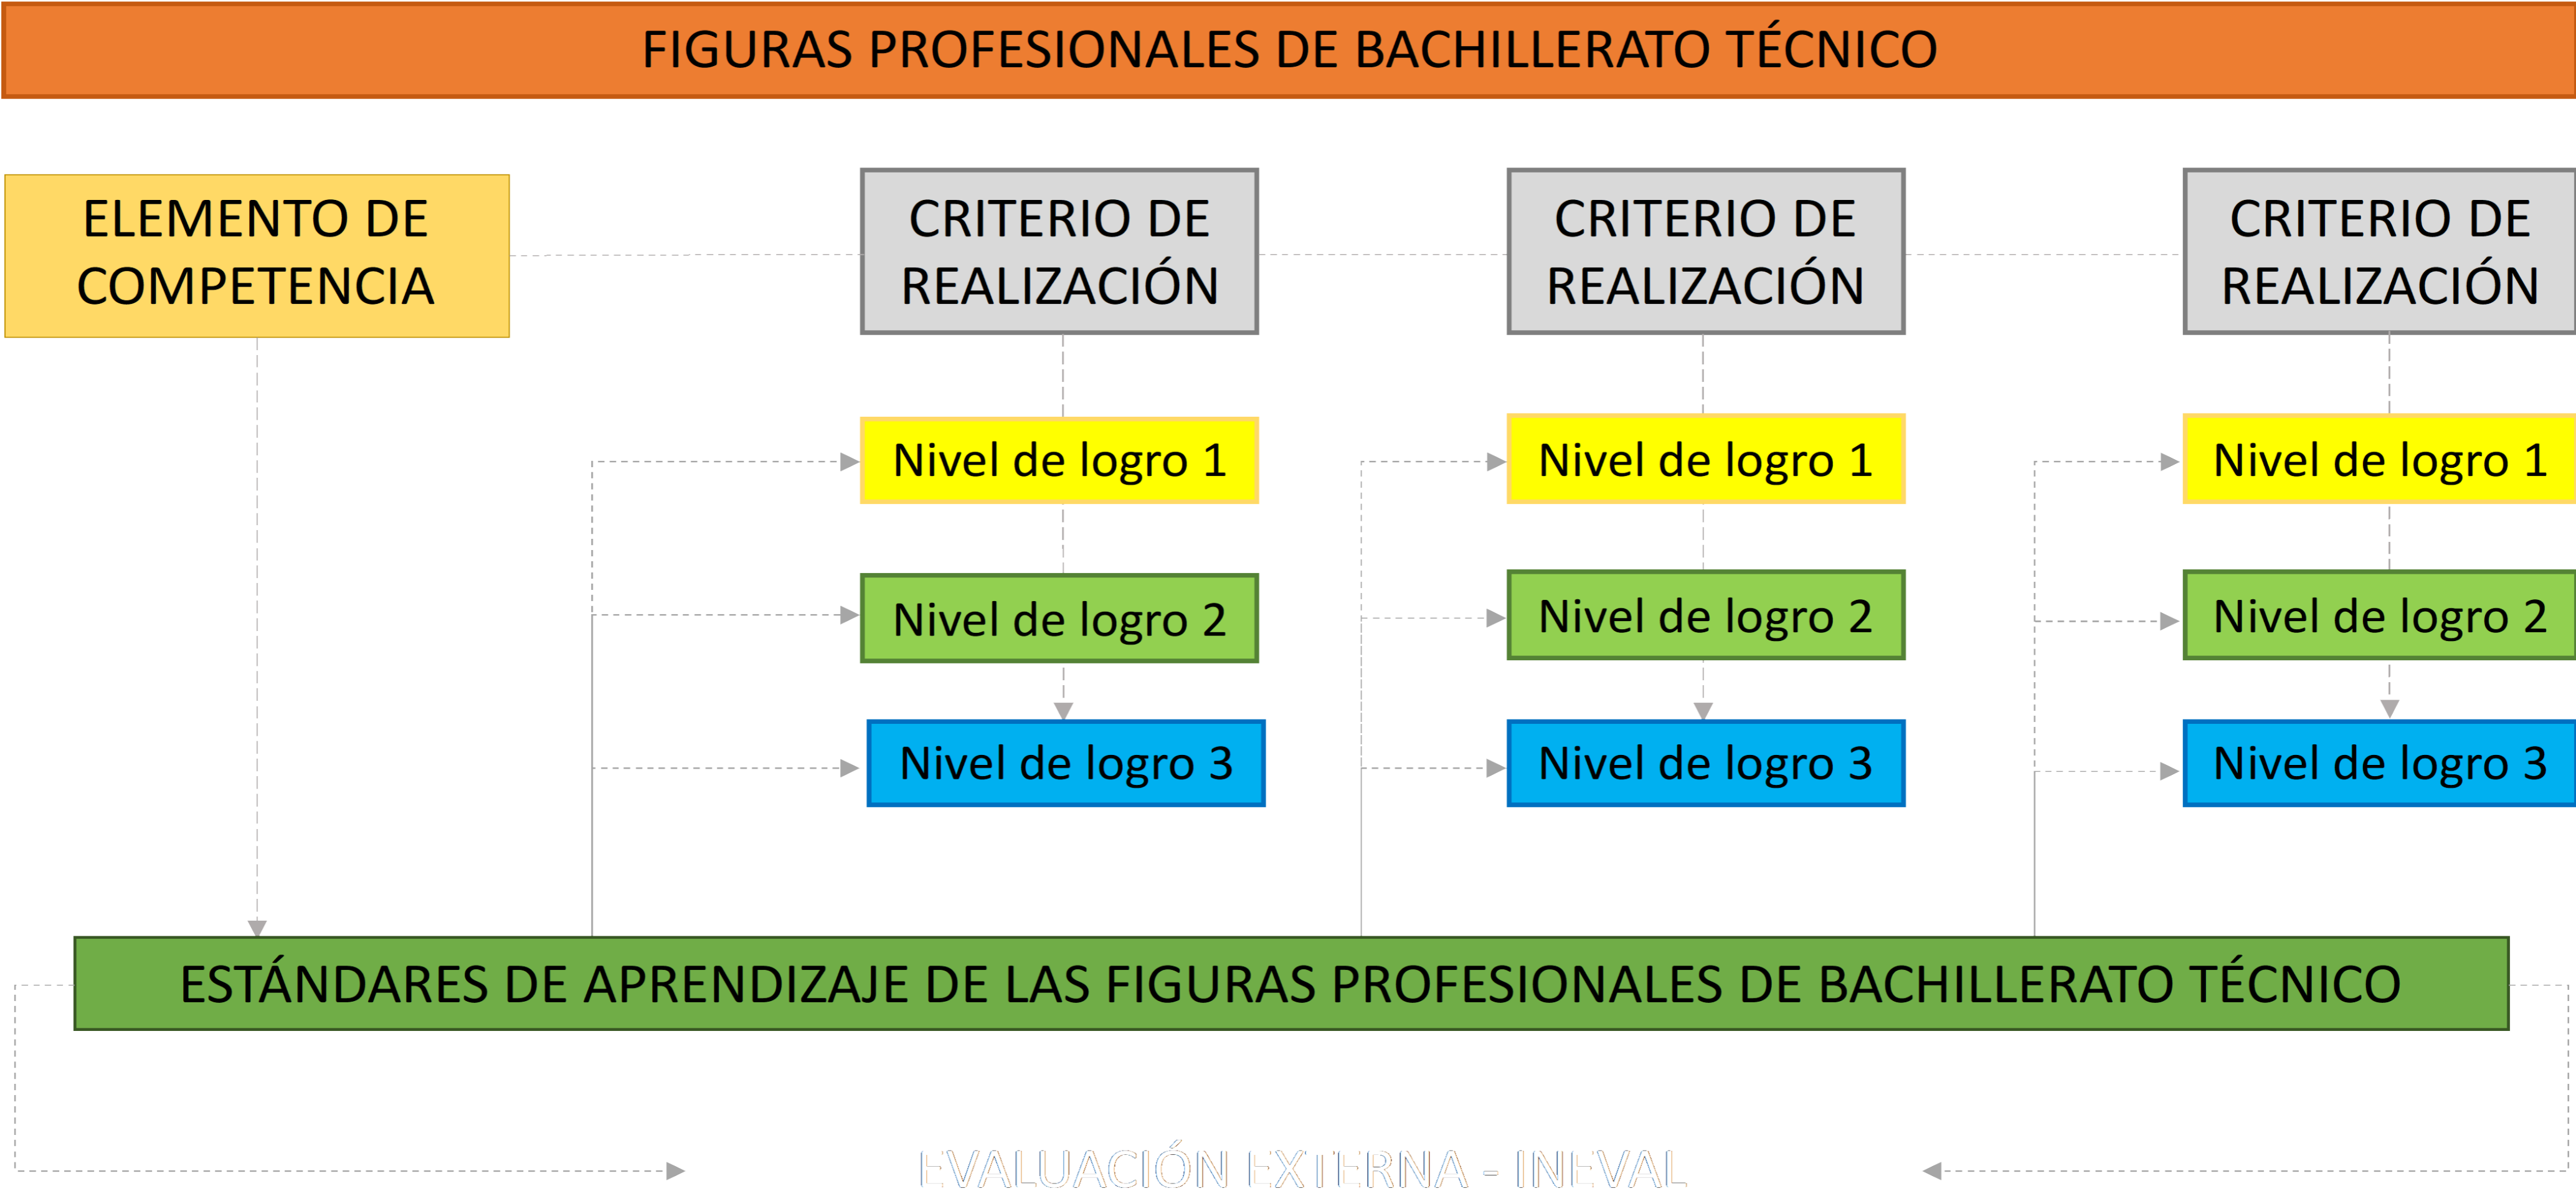 FIGURAS PROFESIONALES DE BACHILLERATO TÉCNICO
ELEMENTO DE
COMPETENCIA
CRITERIO DE
REALIZACIÓN
CRITERIO DE
REALIZACIÓN
CRITERIO DE
REALIZACIÓN
Nivel de logro 1
Nivel de logro 1
Nivel de logro 1
Nivel de logro 2
Nivel de logro 2
Nivel de logro 2
Nivel de logro 3
Nivel de logro 3
Nivel de logro 3
ESTÁNDARES DE APRENDIZAJE DE LAS FIGURAS PROFESIONALES DE BACHILLERATO TÉCNICO
EVALUACIÓN EXTERNA - INEVAL